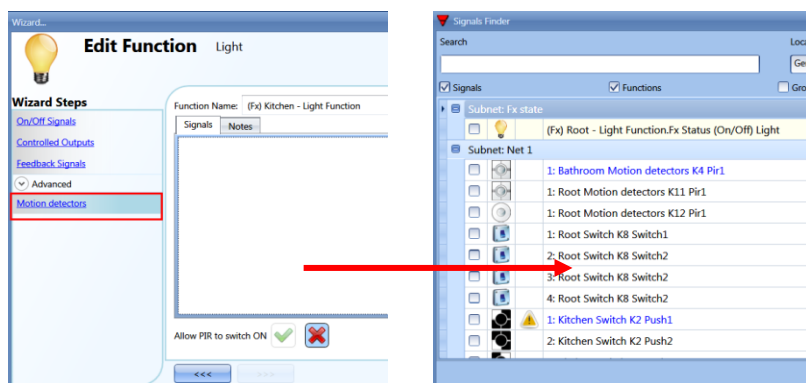 Wizard...
Edit Function Light
Wizard Steps
On/Off Signals
Controlled Outputs
Feedback Signals
Advanced
Motion detectors
Function Name: (Fx) Kitchen - Light Function
Signals Notes
Allow PIR to switch ON
<<< >>>
Signals Finder
Search
Loca
Ge
Signals Functions Gro
Subnet: Fx state
(Fx) Root - Light Function.Fx Status (On/Off) Light
Subnet: Net 1
1: Bathroom Motion detectors K4 Pir1
1: Root Motion detectors K11 Pir1
1: Root Motion detectors K12 Pir1
1: Root Switch K8 Switch1
2: Root Switch K8 Switch2
3: Root Switch K8 Switch2
4: Root Switch K8 Switch2
1: Kitchen Switch K2 Push1
2: Kitchen Switch K2 Push2